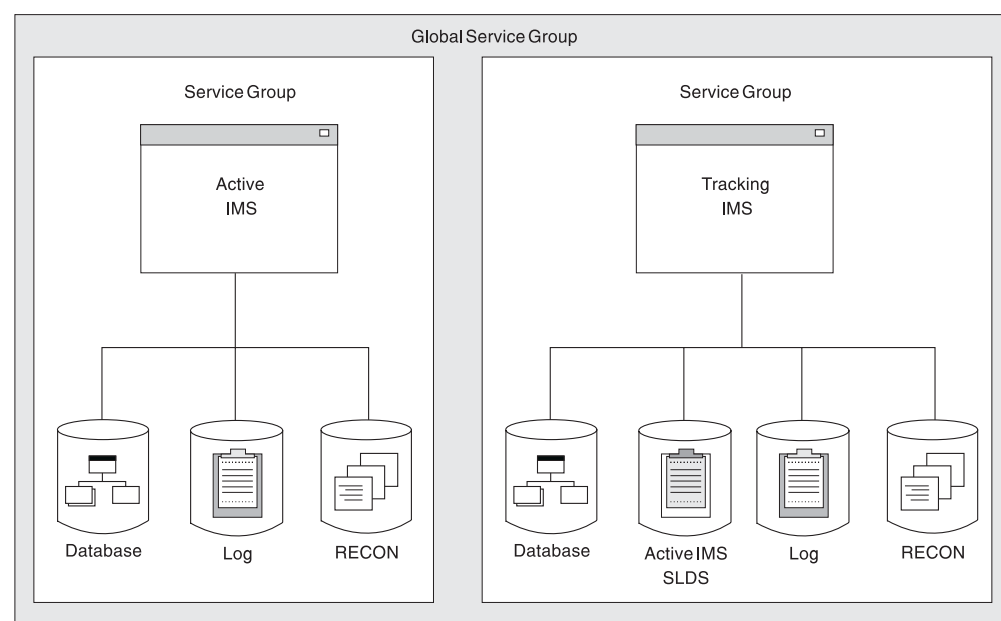 Global Service Group
Service Group
Active
IMS
Database
Log
RECON
Service Group
Tracking
IMS
Database
Active IMS
SLDS
Log
RECON